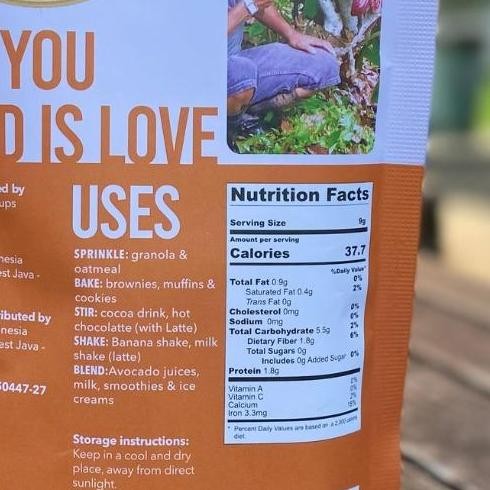 YOU
D IS LOVE
ed by
ups
nesia
est Java -
ributed by
nesia
est Java -
60447-27
USES
SPRINKLE: granola &
oatmeal
BAKE: brownies, muffins &
cookies
STIR: cocoa drink, hot
chocolatte (with Latte)
SHAKE: Banana shake, milk
shake (latte)
BLEND:Avocado juices,
milk, smoothies & ice
creams
Storage instructions:
Keep in a cool and dry
place, away from direct
sunlight.
Nutrition Facts
Serving Size 9g
Amount per serving
Calories 37.7
%Daily Value*
Total Fat 0.9g 0%
Saturated Fat 0.4g 2%
Trans Fat 0g
Cholesterol 0mg 0%
Sodium 0mg 0%
Total Carbohydrate 5.5g 2%
Dietary Fiber 1.8g 6%
Total Sugars 0g
Includes 0g Added Sugar 0%
Protein 1.8g
Vitamin A 0%
Vitamin C 0%
Calcium 2%
Iron 3.3mg 18%
* Percent Daily Values are based on a 2,000 calorie
diet.